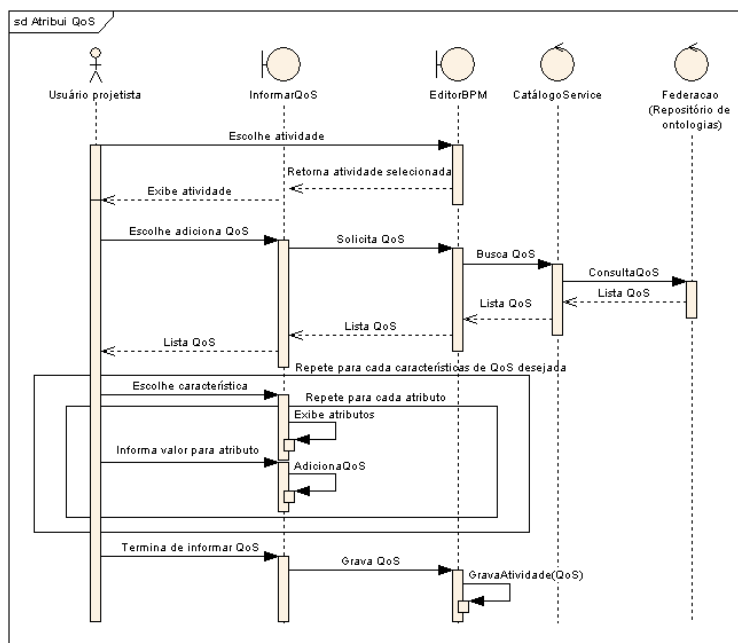 sd Atribui QoS
Usuário projetista
InformarQoS
EditorBPM
CatálogoService
Federacao
(Repositório de
ontologias)
Escolhe atividade
Retorna atividade selecionada
Exibe atividade
Escolhe adiciona QoS
Solicita QoS
Busca QoS
ConsultaQoS
Lista QoS
Lista QoS
Lista QoS
Lista QoS
Repete para cada características de QoS desejada
Escolhe característica
Repete para cada atributo
Exibe atributos
Informa valor para atributo
AdicionaQoS
Termina de informar QoS
Grava QoS
GravaAtividade(QoS)